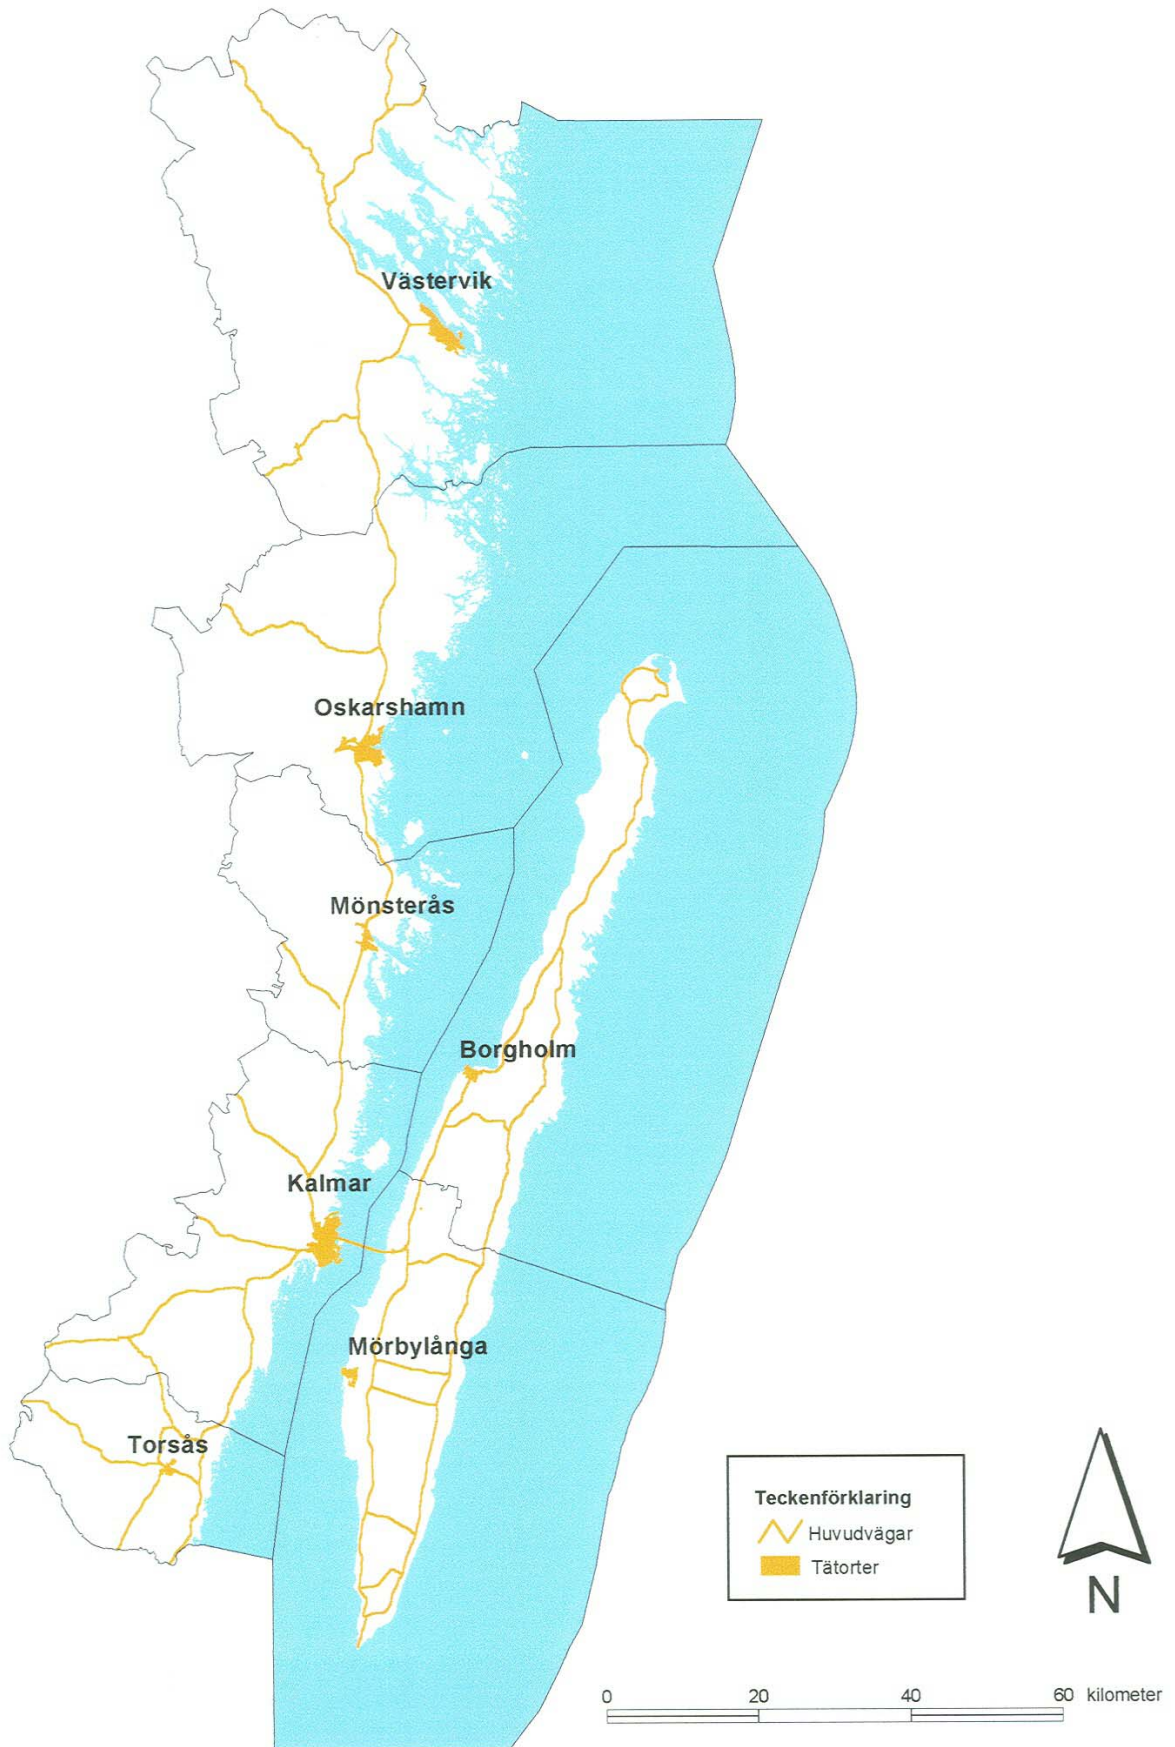 Västervik
Oskarshamn
Mönsterås
Borgholm
Kalmar
Mörbylånga
Torsås
Teckenförklaring
Huvudvägar
Tätorter
N
0 20 40 60 kilometer